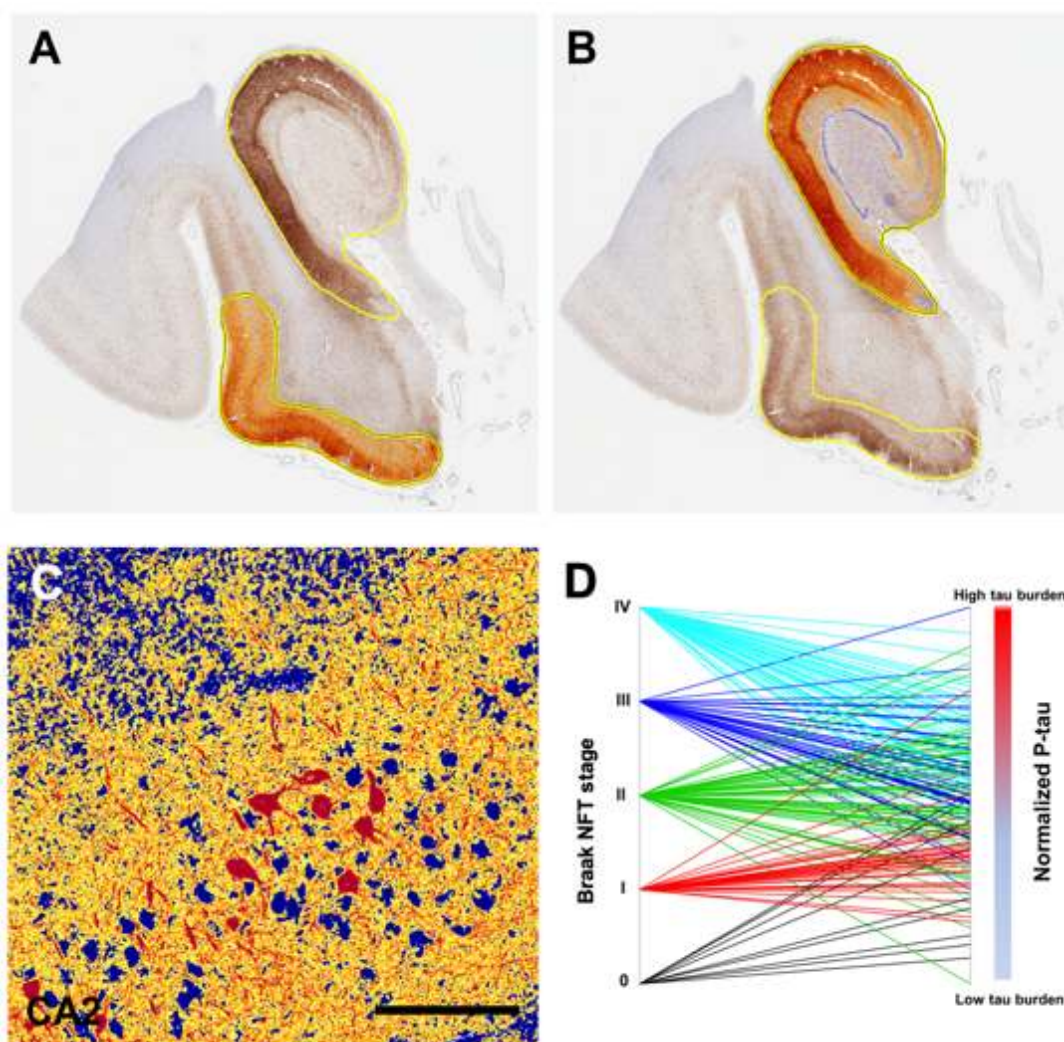 A
B
C
CA2
D
Braak NFT stage
IV
III
II
I
0
High tau burden
Normalized P-tau
Low tau burden